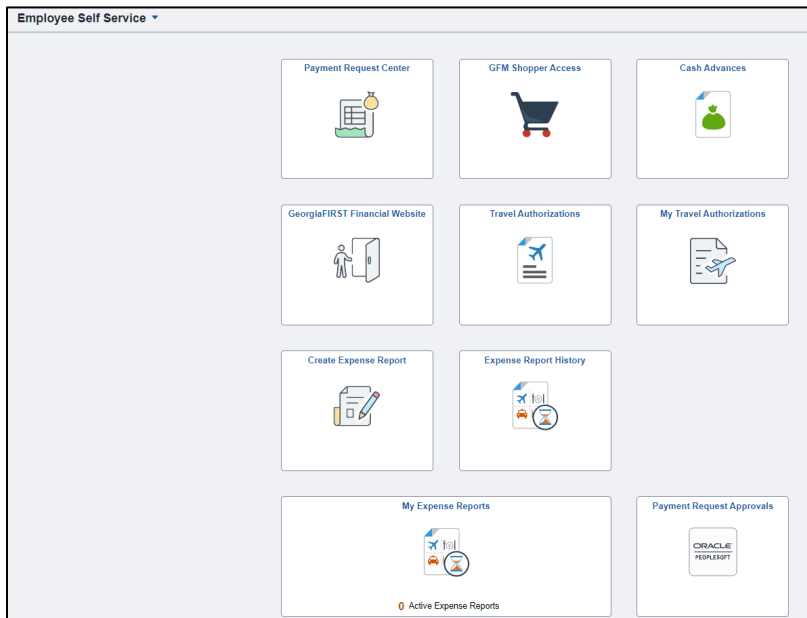 Employee Self Service
Payment Request Center
GFM Shopper Access
Cash Advances
GeorgiaFIRST Financial Website
Travel Authorizations
My Travel Authorizations
Create Expense Report
Expense Report History
My Expense Reports
0 Active Expense Reports
Payment Request Approvals
ORACLE
PEOPLESOFT